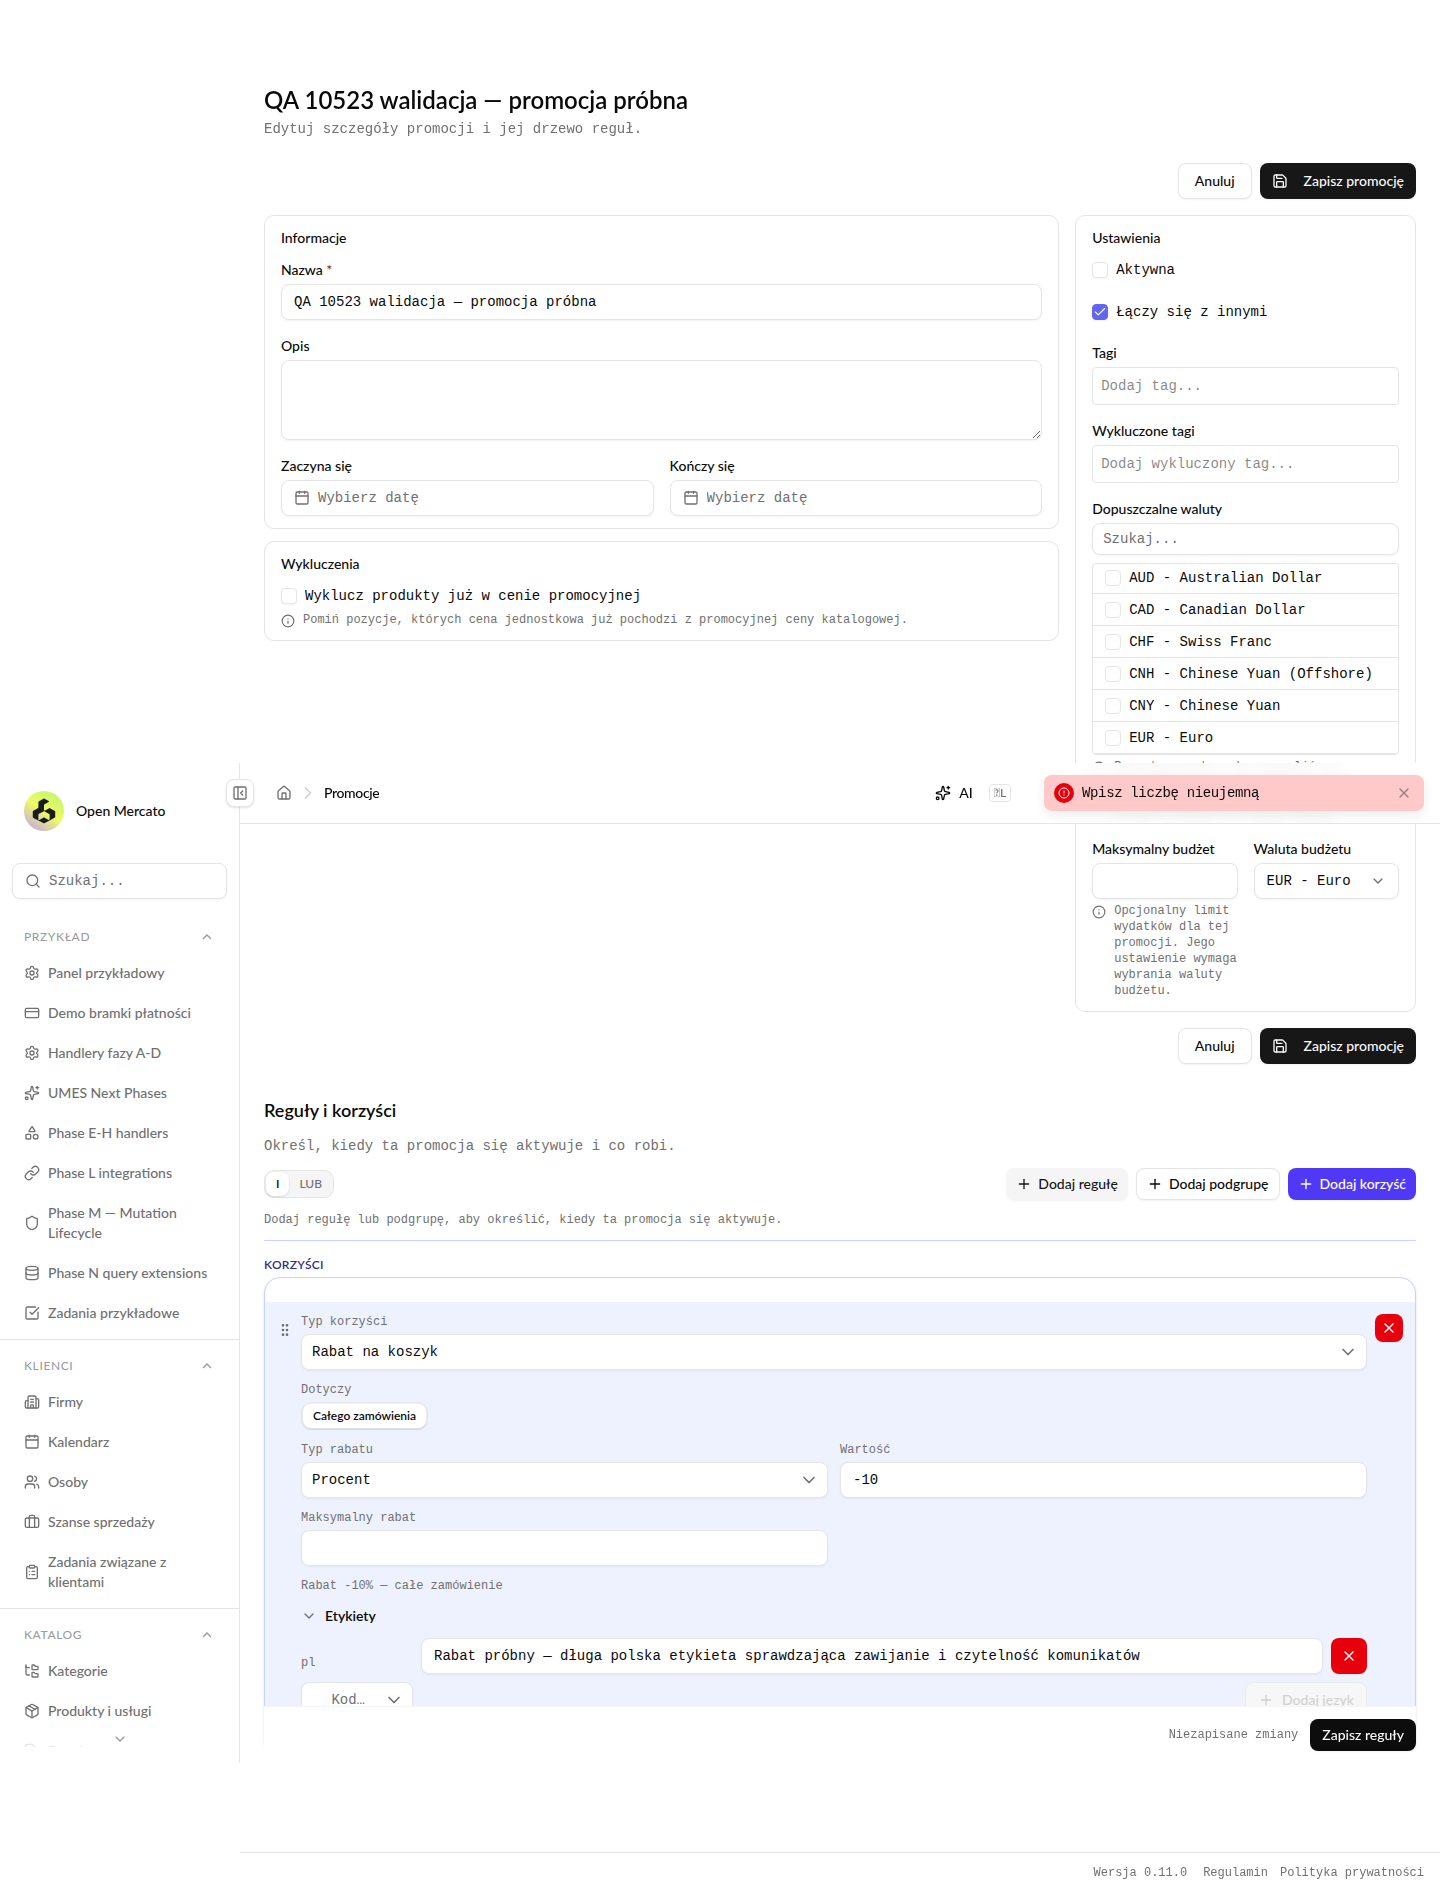 QA 10523 walidacja — promocja próbna
Edytuj szczegóły promocji i jej drzewo reguł.
Anuluj
Zapisz promocję
Informacje
Nazwa *
QA 10523 walidacja — promocja próbna
Opis
Zaczyna się
Kończy się
Wybierz datę
Wybierz datę
Wykluczenia
Wyklucz produkty już w cenie promocyjnej
Pomiń pozycje, których cena jednostkowa już pochodzi z promocyjnej ceny katalogowej.
Ustawienia
Aktywna
Łączy się z innymi
Tagi
Dodaj tag...
Wykluczone tagi
Dodaj wykluczony tag...
Dopuszczalne waluty
Szukaj...
AUD - Australian Dollar
CAD - Canadian Dollar
CHF - Swiss Franc
CNH - Chinese Yuan (Offshore)
CNY - Chinese Yuan
EUR - Euro
Open Mercato
Promocje
AI
L
Wpisz liczbę nieujemną
Szukaj...
PRZYKŁAD
Panel przykładowy
Demo bramki płatności
Handlery fazy A-D
UMES Next Phases
Phase E-H handlers
Phase L integrations
Phase M — Mutation
Lifecycle
Phase N query extensions
Zadania przykładowe
KLIENCI
Firmy
Kalendarz
Osoby
Szanse sprzedaży
Zadania związane z
klientami
KATALOG
Kategorie
Produkty i usługi
Maksymalny budżet
Waluta budżetu
EUR - Euro
Opcjonalny limit
wydatków dla tej
promocji. Jego
ustawienie wymaga
wybrania waluty
budżetu.
Anuluj
Zapisz promocję
Reguły i korzyści
Określ, kiedy ta promocja się aktywuje i co robi.
I
LUB
Dodaj regułę
Dodaj podgrupę
Dodaj korzyść
Dodaj regułę lub podgrupę, aby określić, kiedy ta promocja się aktywuje.
KORZYŚCI
Typ korzyści
Rabat na koszyk
Dotyczy
Całego zamówienia
Typ rabatu
Wartość
Procent
-10
Maksymalny rabat
Rabat -10% — całe zamówienie
Etykiety
pl
Rabat próbny — długa polska etykieta sprawdzająca zawijanie i czytelność komunikatów
Kod…
Dodaj język
Niezapisane zmiany
Zapisz reguły
Wersja 0.11.0
Regulamin
Polityka prywatności